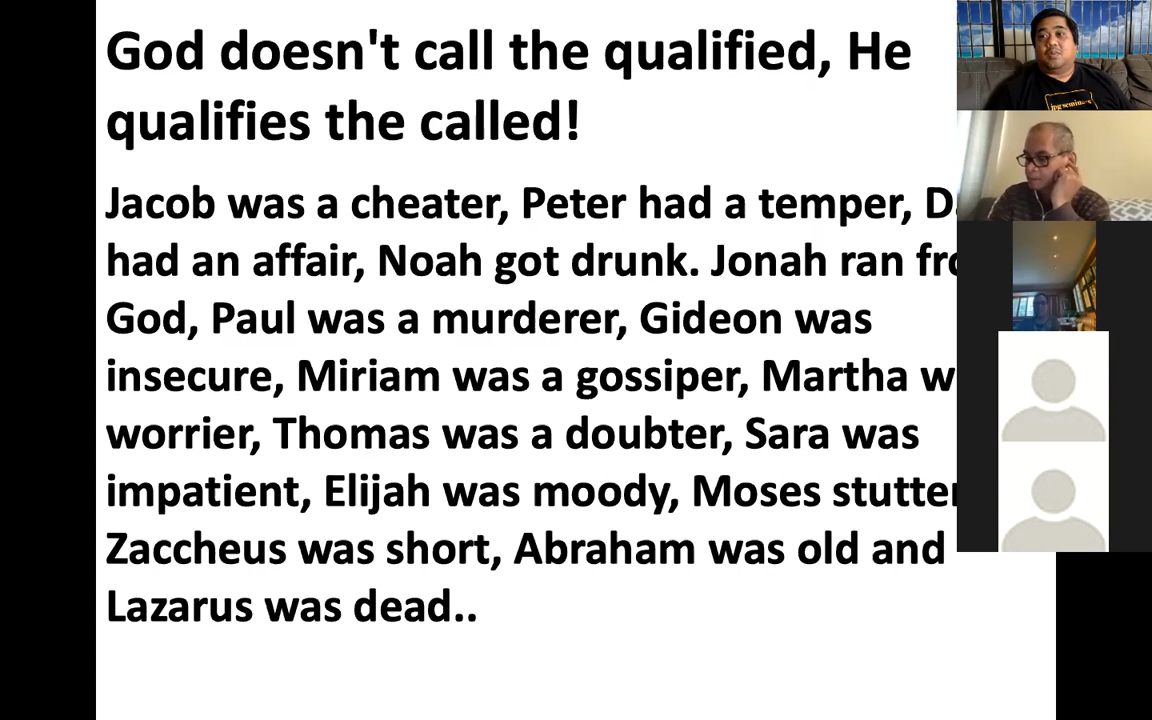 God doesn't call the qualified, He
qualifies the called!
Jacob was a cheater, Peter had a temper,
had an affair, Noah got drunk. Jonah ran
God, Paul was a murderer, Gideon was
insecure, Miriam was a gossiper, Martha
worrier, Thomas was a doubter, Sara was
impatient, Elijah was moody, Moses
Zaccheus was short, Abraham was old and
Lazarus was dead..